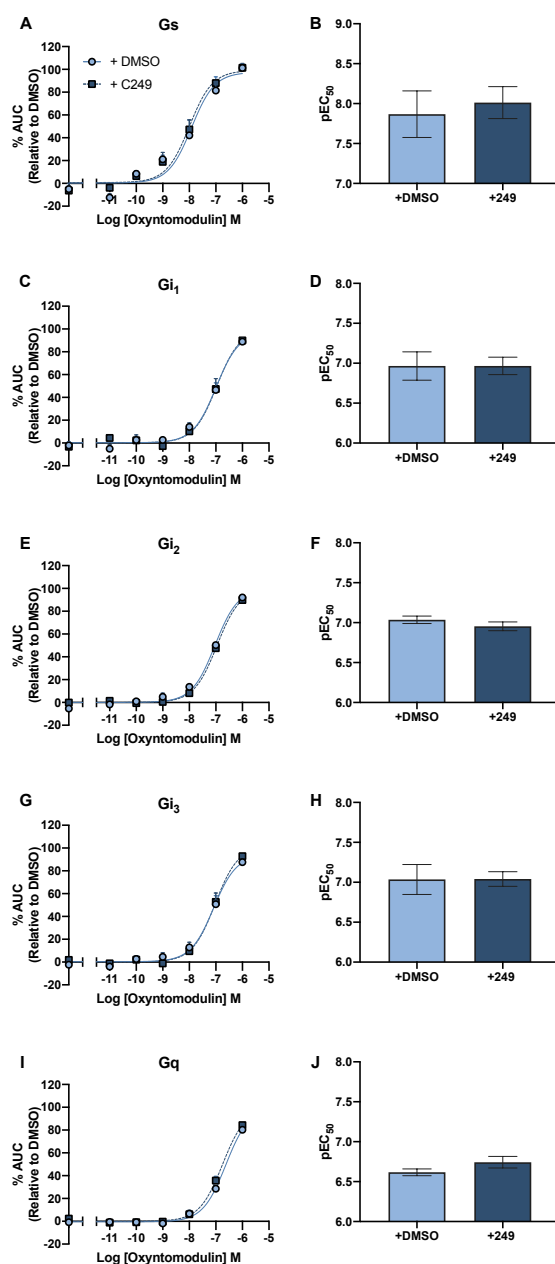 A
Gs
120
100
80
60
40
20
0
-20
% AUC
(Relative to DMSO)
+ DMSO
+ C249
-11 -10 -9 -8 -7 -6 -5
Log [Oxyntomodulin] M
B
8.5
8.0
7.5
7.0
pEC50
+DMSO +249
C
Gi1
120
100
80
60
40
20
0
-20
% AUC
(Relative to DMSO)
-11 -10 -9 -8 -7 -6 -5
Log [Oxyntomodulin] M
D
8.0
7.5
7.0
6.5
6.0
pEC50
+DMSO +249
E
Gi2
120
100
80
60
40
20
0
-20
% AUC
(Relative to DMSO)
-11 -10 -9 -8 -7 -6 -5
Log [Oxyntomodulin] M
F
8.0
7.5
7.0
6.5
6.0
pEC50
+DMSO +249
G
Gi3
120
100
80
60
40
20
0
-20
% AUC
(Relative to DMSO)
-11 -10 -9 -8 -7 -6 -5
Log [Oxyntomodulin] M
H
8.0
7.5
7.0
6.5
6.0
pEC50
+DMSO +249
I
Gq
120
100
80
60
40
20
0
-20
% AUC
(Relative to DMSO)
-11 -10 -9 -8 -7 -6 -5
Log [Oxyntomodulin] M
J
8.0
7.5
7.0
6.5
6.0
pEC50
+DMSO +249